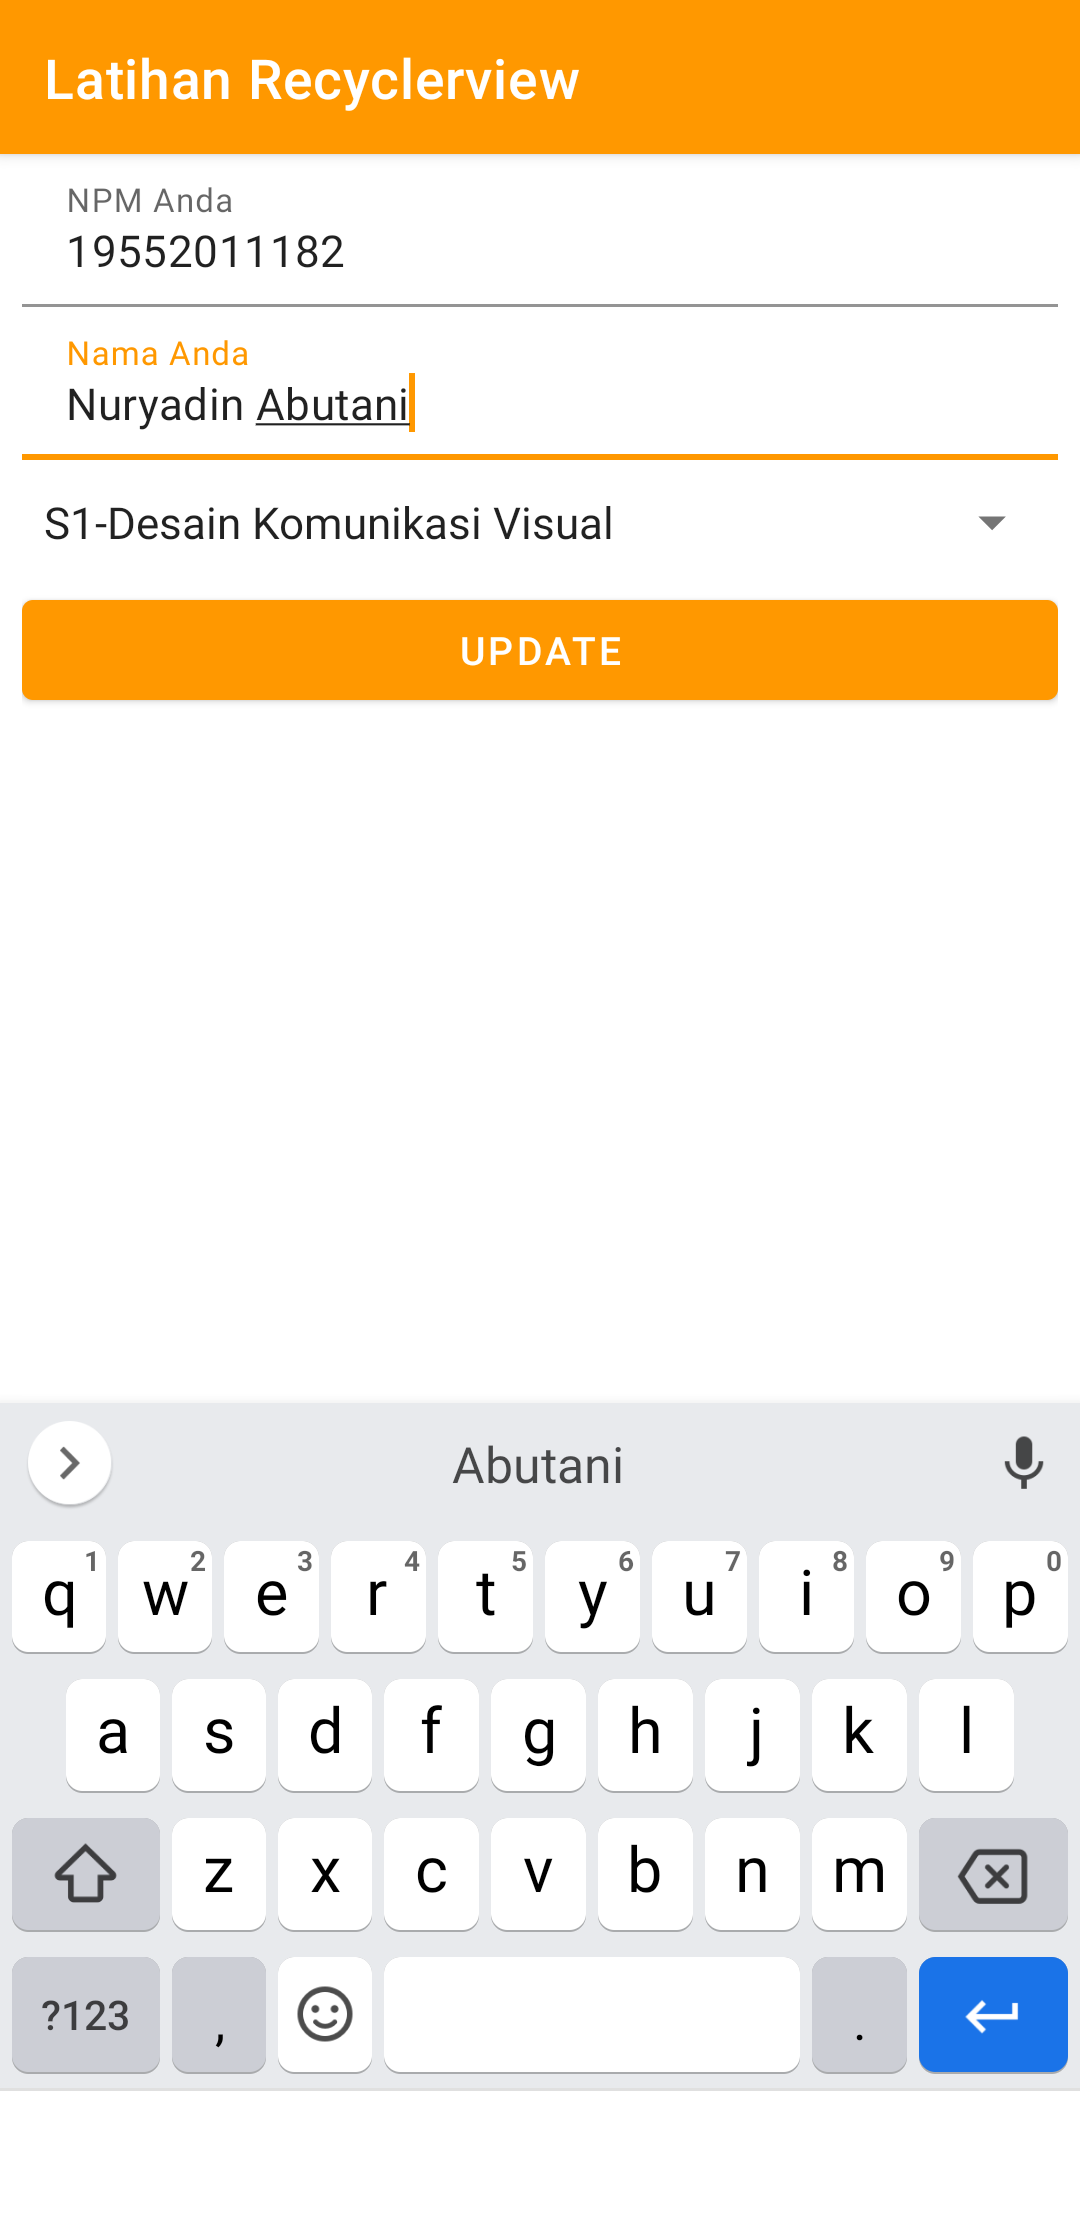 Latihan Recyclerview
NPM Anda
19552011182
Nama Anda
Nuryadin Abutani
S1-Desain Komunikasi Visual
UPDATE
Abutani
q 1 w 2 e 3 r 4 t 5 y 6 u 7 i 8 o 9 p 0
a s d f g h j k l
z x c v b n m
?123 , .